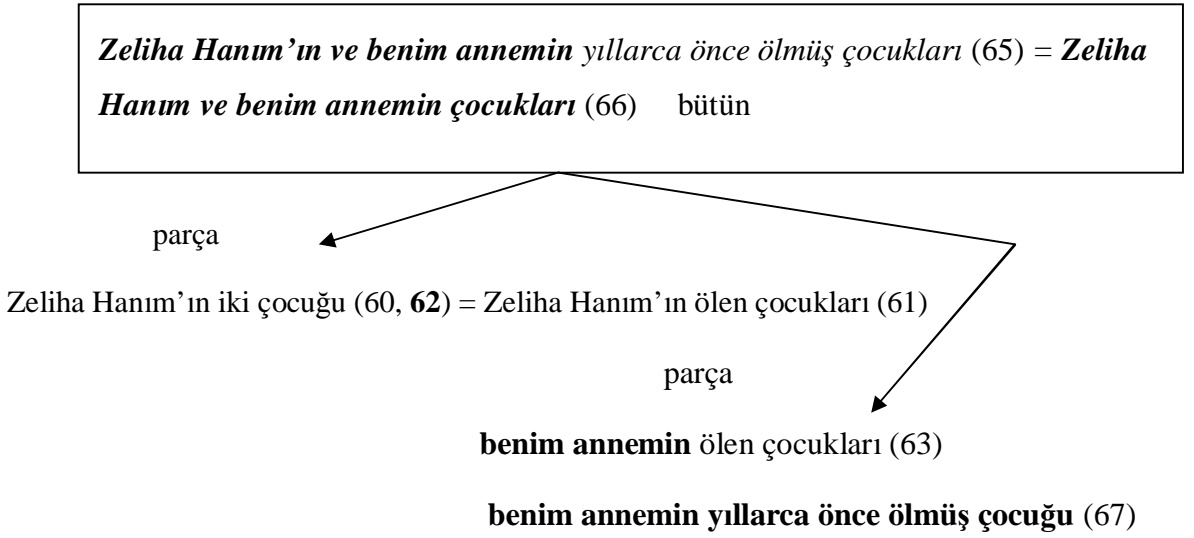 Zeliha Hanım’ın ve benim annemin yıllarca önce ölmüş çocukları (65) = Zeliha
Hanım ve benim annemin çocukları (66) bütün
parça
Zeliha Hanım’ın iki çocuğu (60, 62) = Zeliha Hanım’ın ölen çocukları (61)
parça
benim annemin ölen çocukları (63)
benim annemin yıllarca önce ölmüş çocuğu (67)